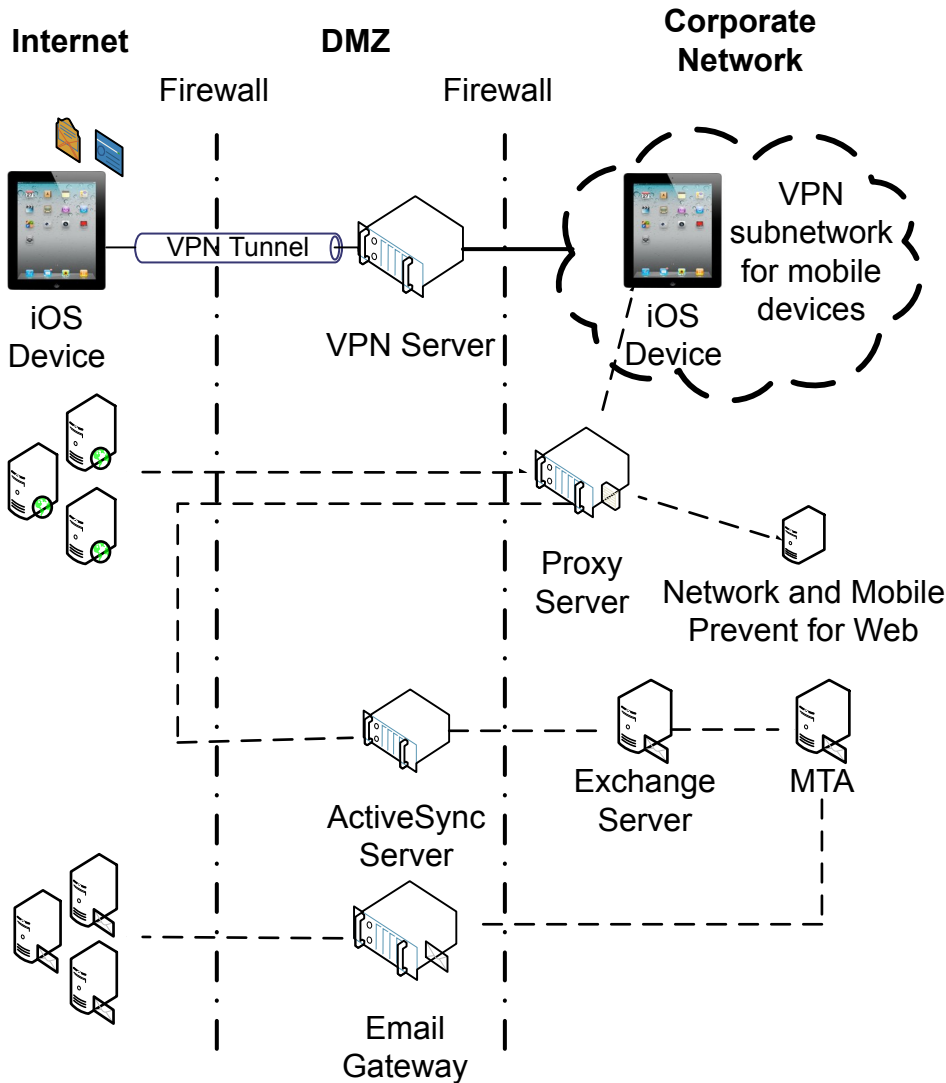 Internet
DMZ
Corporate
Network
Firewall
Firewall
VPN Tunnel
VPN
subnetwork
for mobile
devices
iOS
Device
VPN Server
iOS
Device
Proxy
Server
Network and Mobile
Prevent for Web
ActiveSync
Server
Exchange
Server
MTA
Email
Gateway